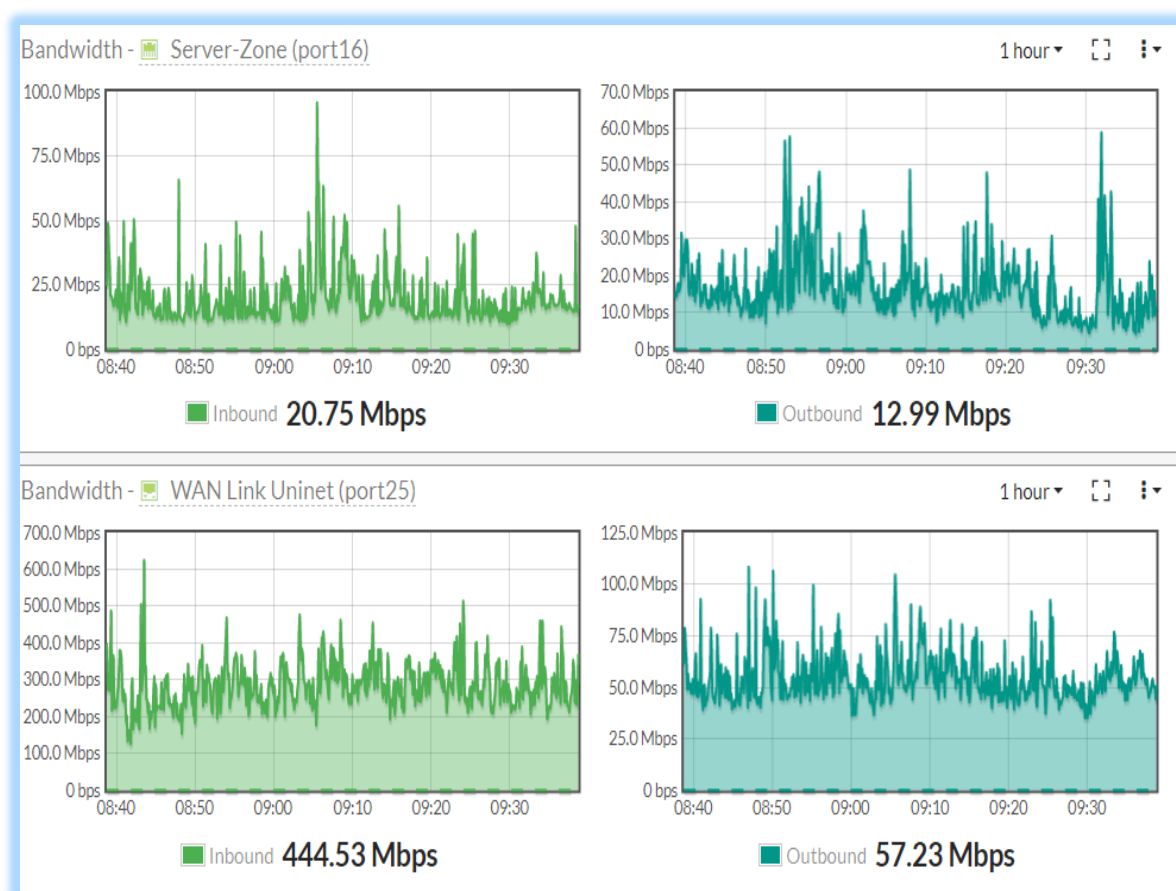 Bandwidth - Server-Zone (port16) 1 hour
100.0 Mbps
75.0 Mbps
50.0 Mbps
25.0 Mbps
0 bps
08:40 08:50 09:00 09:10 09:20 09:30
Inbound 20.75 Mbps
70.0 Mbps
60.0 Mbps
50.0 Mbps
40.0 Mbps
30.0 Mbps
20.0 Mbps
10.0 Mbps
0 bps
08:40 08:50 09:00 09:10 09:20 09:30
Outbound 12.99 Mbps
Bandwidth - WAN Link Uninet (port25) 1 hour
700.0 Mbps
600.0 Mbps
500.0 Mbps
400.0 Mbps
300.0 Mbps
200.0 Mbps
100.0 Mbps
0 bps
08:40 08:50 09:00 09:10 09:20 09:30
Inbound 444.53 Mbps
125.0 Mbps
100.0 Mbps
75.0 Mbps
50.0 Mbps
25.0 Mbps
0 bps
08:40 08:50 09:00 09:10 09:20 09:30
Outbound 57.23 Mbps